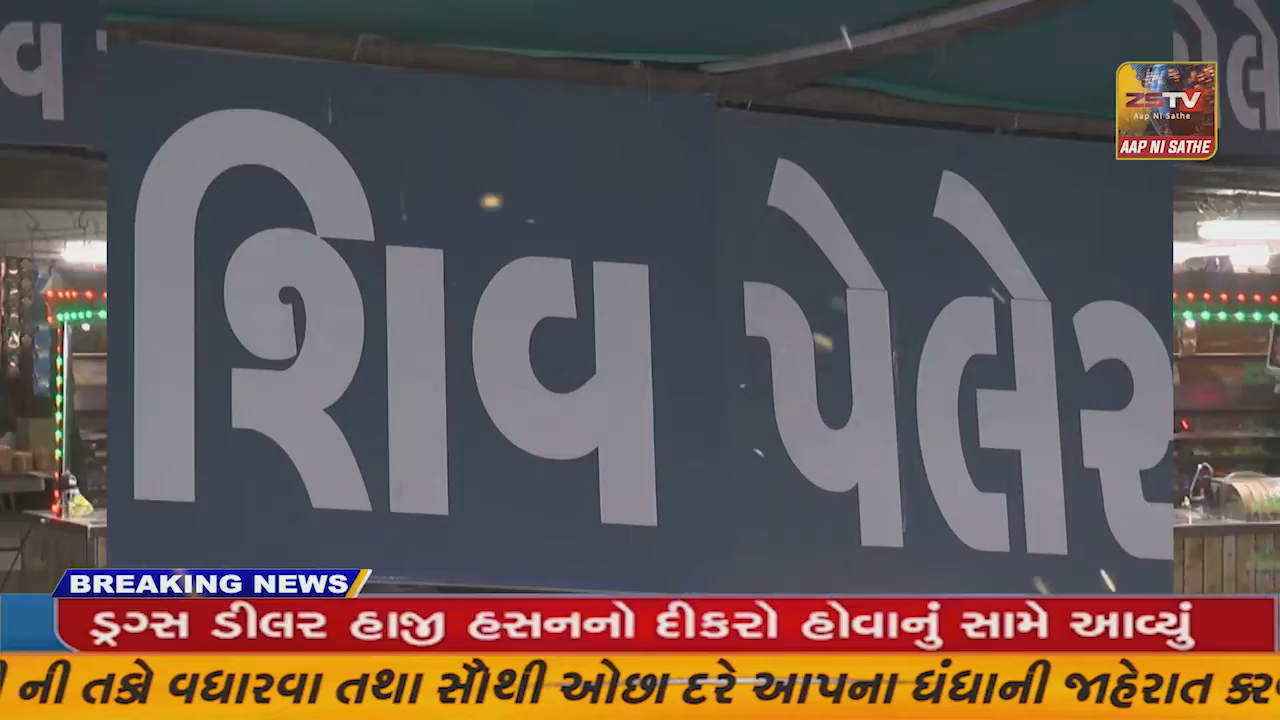 શિવ પેલેર
ZSTV
Aap Ni Sathe
AAP NI SATHE
BREAKING NEWS
ડ્રગ્સ ડીલર હાજી હસનનો દીકરો હોવાનું સામે આવ્યું
ની તકો વધારવા તથા સૌથી ઓછા દરે આપના ધંધાની જાહેરાત